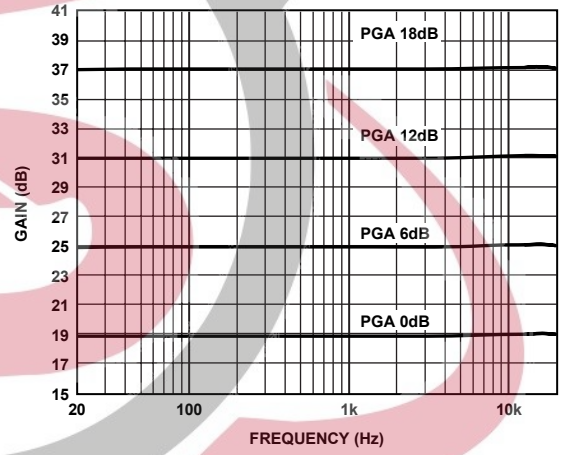 41
39
37
35
33
31
29
27
25
23
21
19
17
15
GAIN (dB)
PGA 18dB
PGA 12dB
PGA 6dB
PGA 0dB
20
100
1k
10k
FREQUENCY (Hz)